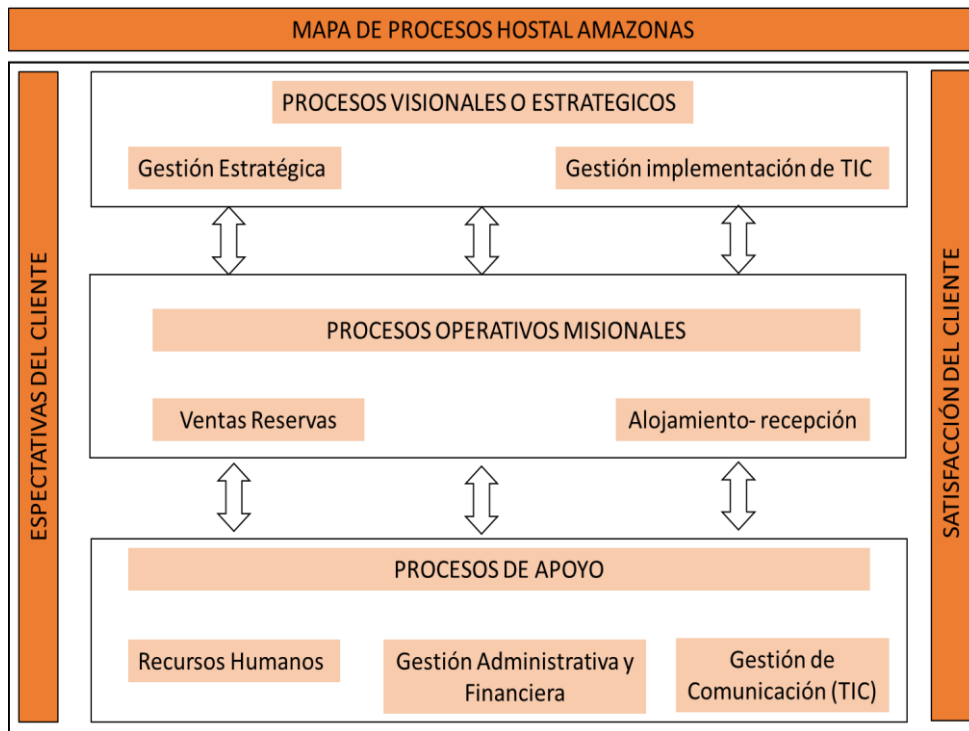 MAPA DE PROCESOS HOSTAL AMAZONAS
ESPECTATIVAS DEL CLIENTE
PROCESOS VISIONALES O ESTRATEGICOS
Gestión Estratégica
Gestión implementación de TIC
PROCESOS OPERATIVOS MISIONALES
Ventas Reservas
Alojamiento- recepción
PROCESOS DE APOYO
Recursos Humanos
Gestión Administrativa y
Financiera
Gestión de
Comunicación (TIC)
SATISFACCIÓN DEL CLIENTE